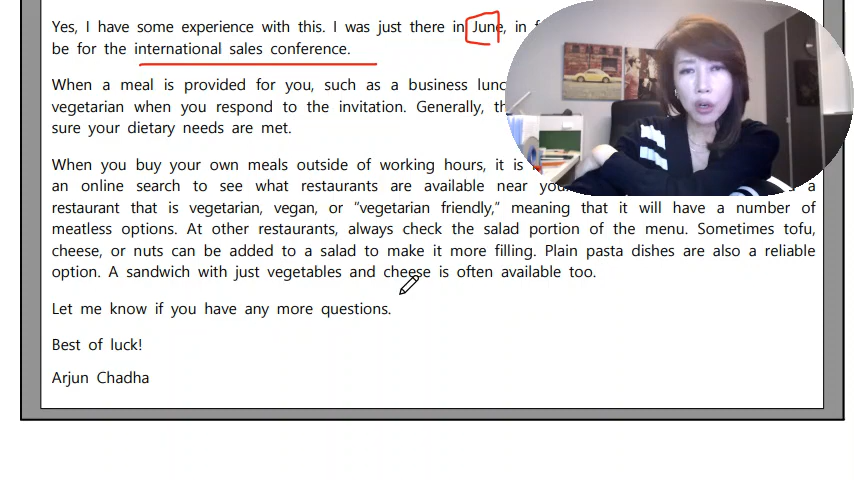 Yes, I have some experience with this. I was just there in June, in
be for the international sales conference.
When a meal is provided for you, such as a business
vegetarian when you respond to the invitation. Generally,
sure your dietary needs are met.
When you buy your own meals outside of working hours, it is
an online search to see what restaurants are available near a
restaurant that is vegetarian, vegan, or “vegetarian friendly,” meaning that it will have a number of
meatless options. At other restaurants, always check the salad portion of the menu. Sometimes tofu,
cheese, or nuts can be added to a salad to make it more filling. Plain pasta dishes are also a reliable
option. A sandwich with just vegetables and cheese is often available too.
Let me know if you have any more questions.
Best of luck!
Arjun Chadha